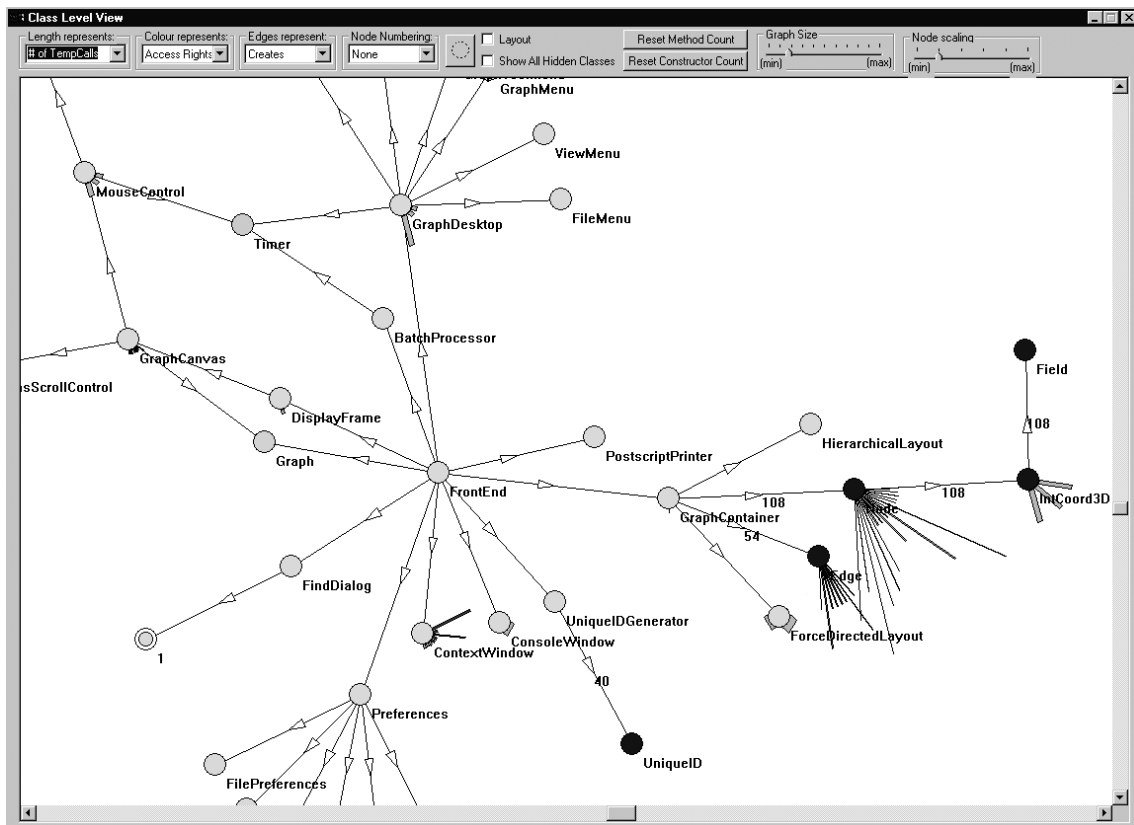 Class Level View
Length represents: Colour represents: Edges represent: Node Numbering: Layout Reset Method Count Graph Size Node scaling
# of TempCalls Access Rights Creates None Show All Hidden Classes Reset Constructor Count (min) (max) (min) (max)
GraphMenu
ViewMenu
MouseControl
FileMenu
GraphDesktop
Timer
BatchProcessor
GraphCanvas
Field
asScrollControl
DisplayFrame
108
HierarchicalLayout
Graph
PostscriptPrinter
FrontEnd
108
108
IntCoord3D
Node
GraphContainer
54
Edge
FindDialog
UniqueIDGenerator
ForceDirectedLayout
ConsoleWindow
ContextWindow
1
40
Preferences
UniqueID
FilePreferences